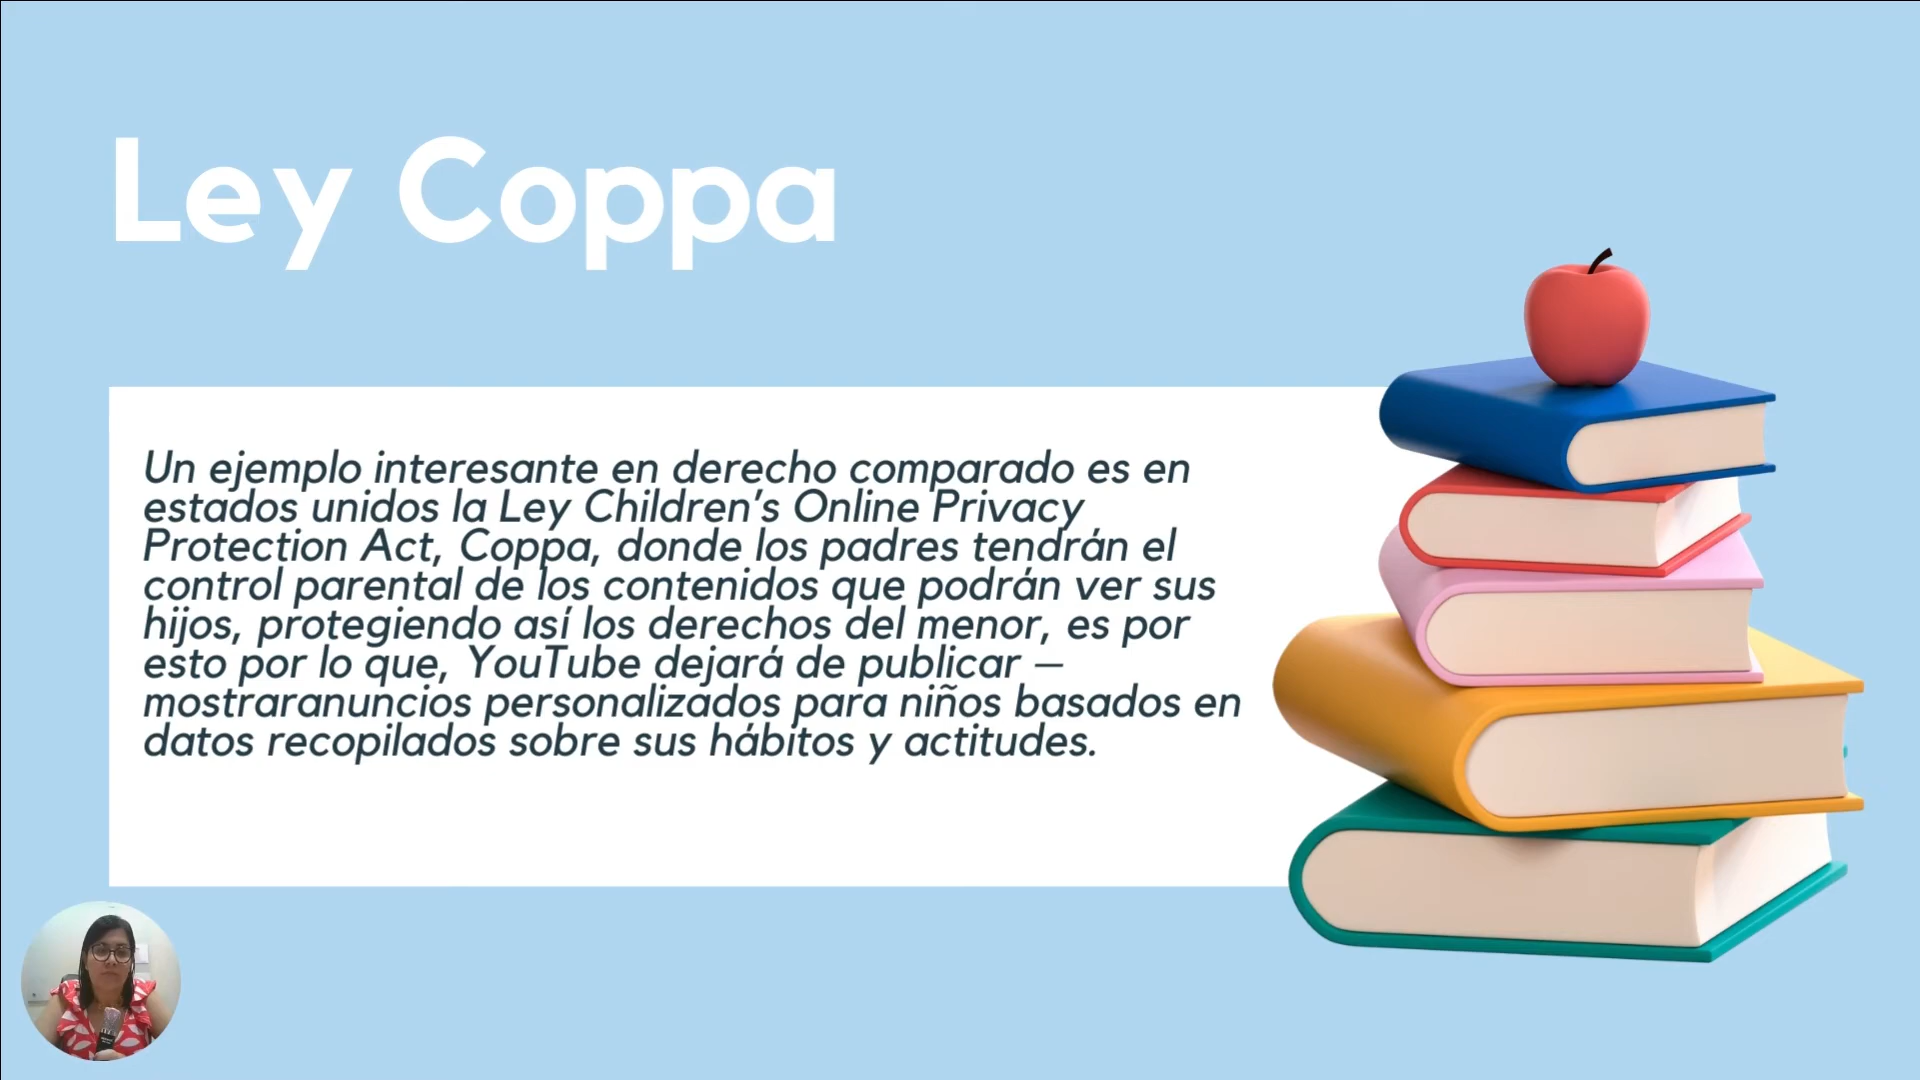 Ley Coppa
Un ejemplo interesante en derecho comparado es en
estados unidos la Ley Children’s Online Privacy
Protection Act, Coppa, donde los padres tendrán el
control parental de los contenidos que podrán ver sus
hijos, protegiendo así los derechos del menor, es por
esto por lo que, YouTube dejará de publicar –
mostraranuncios personalizados para niños basados en
datos recopilados sobre sus hábitos y actitudes.